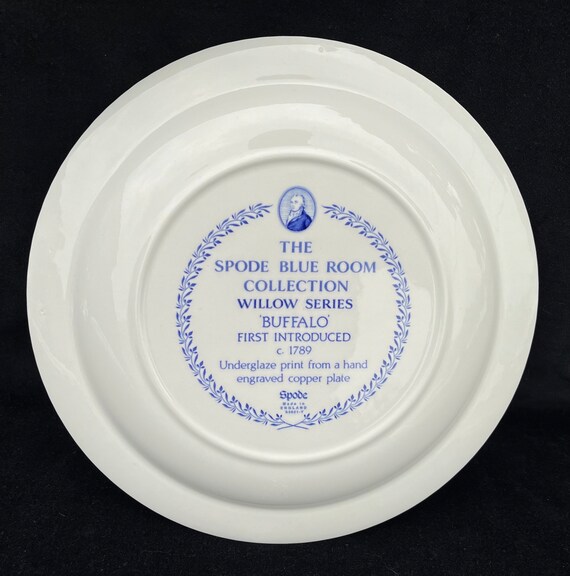 THE
SPODE BLUE ROOM
COLLECTION
WILLOW SERIES
'BUFFALO'
FIRST INTRODUCED
c. 1789
Underglaze print from a hand
engraved copper plate
Spode
MADE IN
ENGLAND